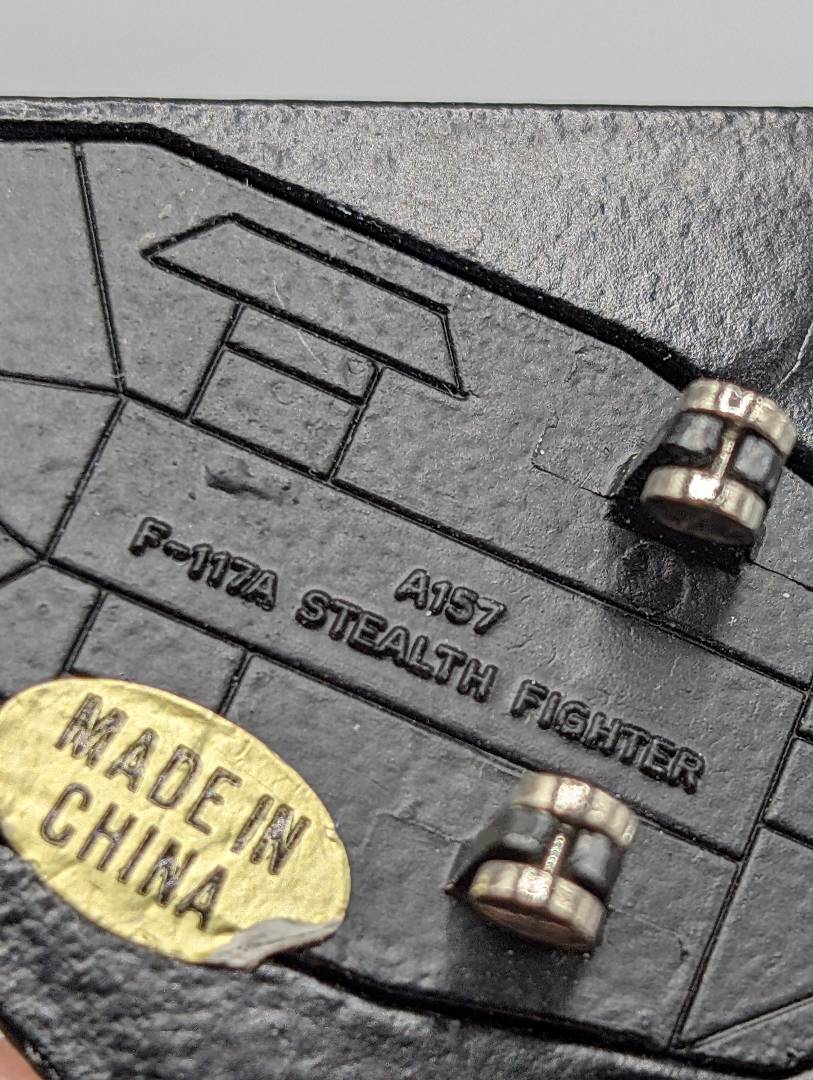 A157
F-117A STEALTH FIGHTER
MADE IN
CHINA